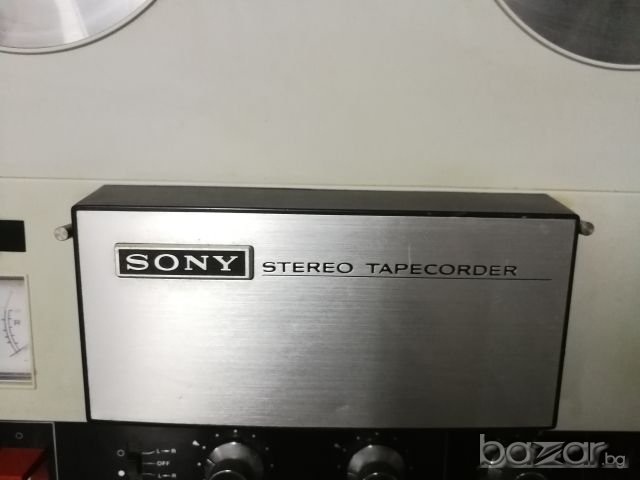 SONY STEREO TAPECORDER
R
L R
OFF
L R
bazar.bg